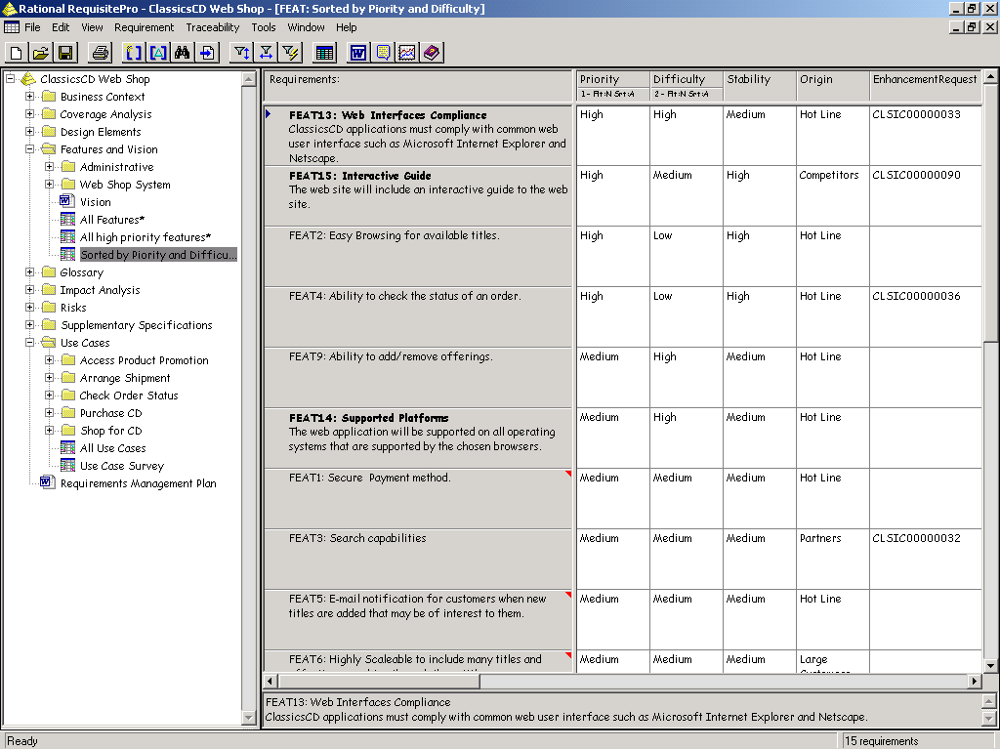 Rational RequisitePro - ClassicsCD Web Shop - [FEAT: Sorted by Piority and Difficulty]
File Edit View Requirement Traceability Tools Window Help
ClassicsCD Web Shop
Business Context
Coverage Analysis
Design Elements
Features and Vision
Administrative
Web Shop System
Vision
All Features*
All high priority features*
Sorted by Piority and Difficu...
Glossary
Impact Analysis
Risks
Supplementary Specifications
Use Cases
Access Product Promotion
Arrange Shipment
Check Order Status
Purchase CD
Shop for CD
All Use Cases
Use Case Survey
Requirements Management Plan
Requirements: Priority Difficulty Stability Origin EnhancementRequest
1 - Flt:N Srt:A 2 - Flt:N Srt:A
FEAT13: Web Interfaces Compliance High High Medium Hot Line CLSIC00000033
ClassicsCD applications must comply with common web
user interface such as Microsoft Internet Explorer and
Netscape.
FEAT15: Interactive Guide High Medium High Competitors CLSIC00000090
The web site will include an interactive guide to the web
site.
FEAT2: Easy Browsing for available titles. High Low High Hot Line
FEAT4: Ability to check the status of an order. High Low High Hot Line CLSIC00000036
FEAT9: Ability to add/remove offerings. Medium High Medium Hot Line
FEAT14: Supported Platforms Medium High Medium Hot Line
The web application will be supported on all operating
systems that are supported by the chosen browsers.
FEAT1: Secure Payment method. Medium Medium Medium Hot Line
FEAT3: Search capabilities Medium Medium Medium Partners CLSIC00000032
FEAT5: E-mail notification for customers when new Medium Medium Medium Hot Line
titles are added that may be of interest to them.
FEAT6: Highly Scaleable to include many titles and Medium Medium Medium Large
FEAT13: Web Interfaces Compliance
ClassicsCD applications must comply with common web user interface such as Microsoft Internet Explorer and Netscape.
Ready 15 requirements